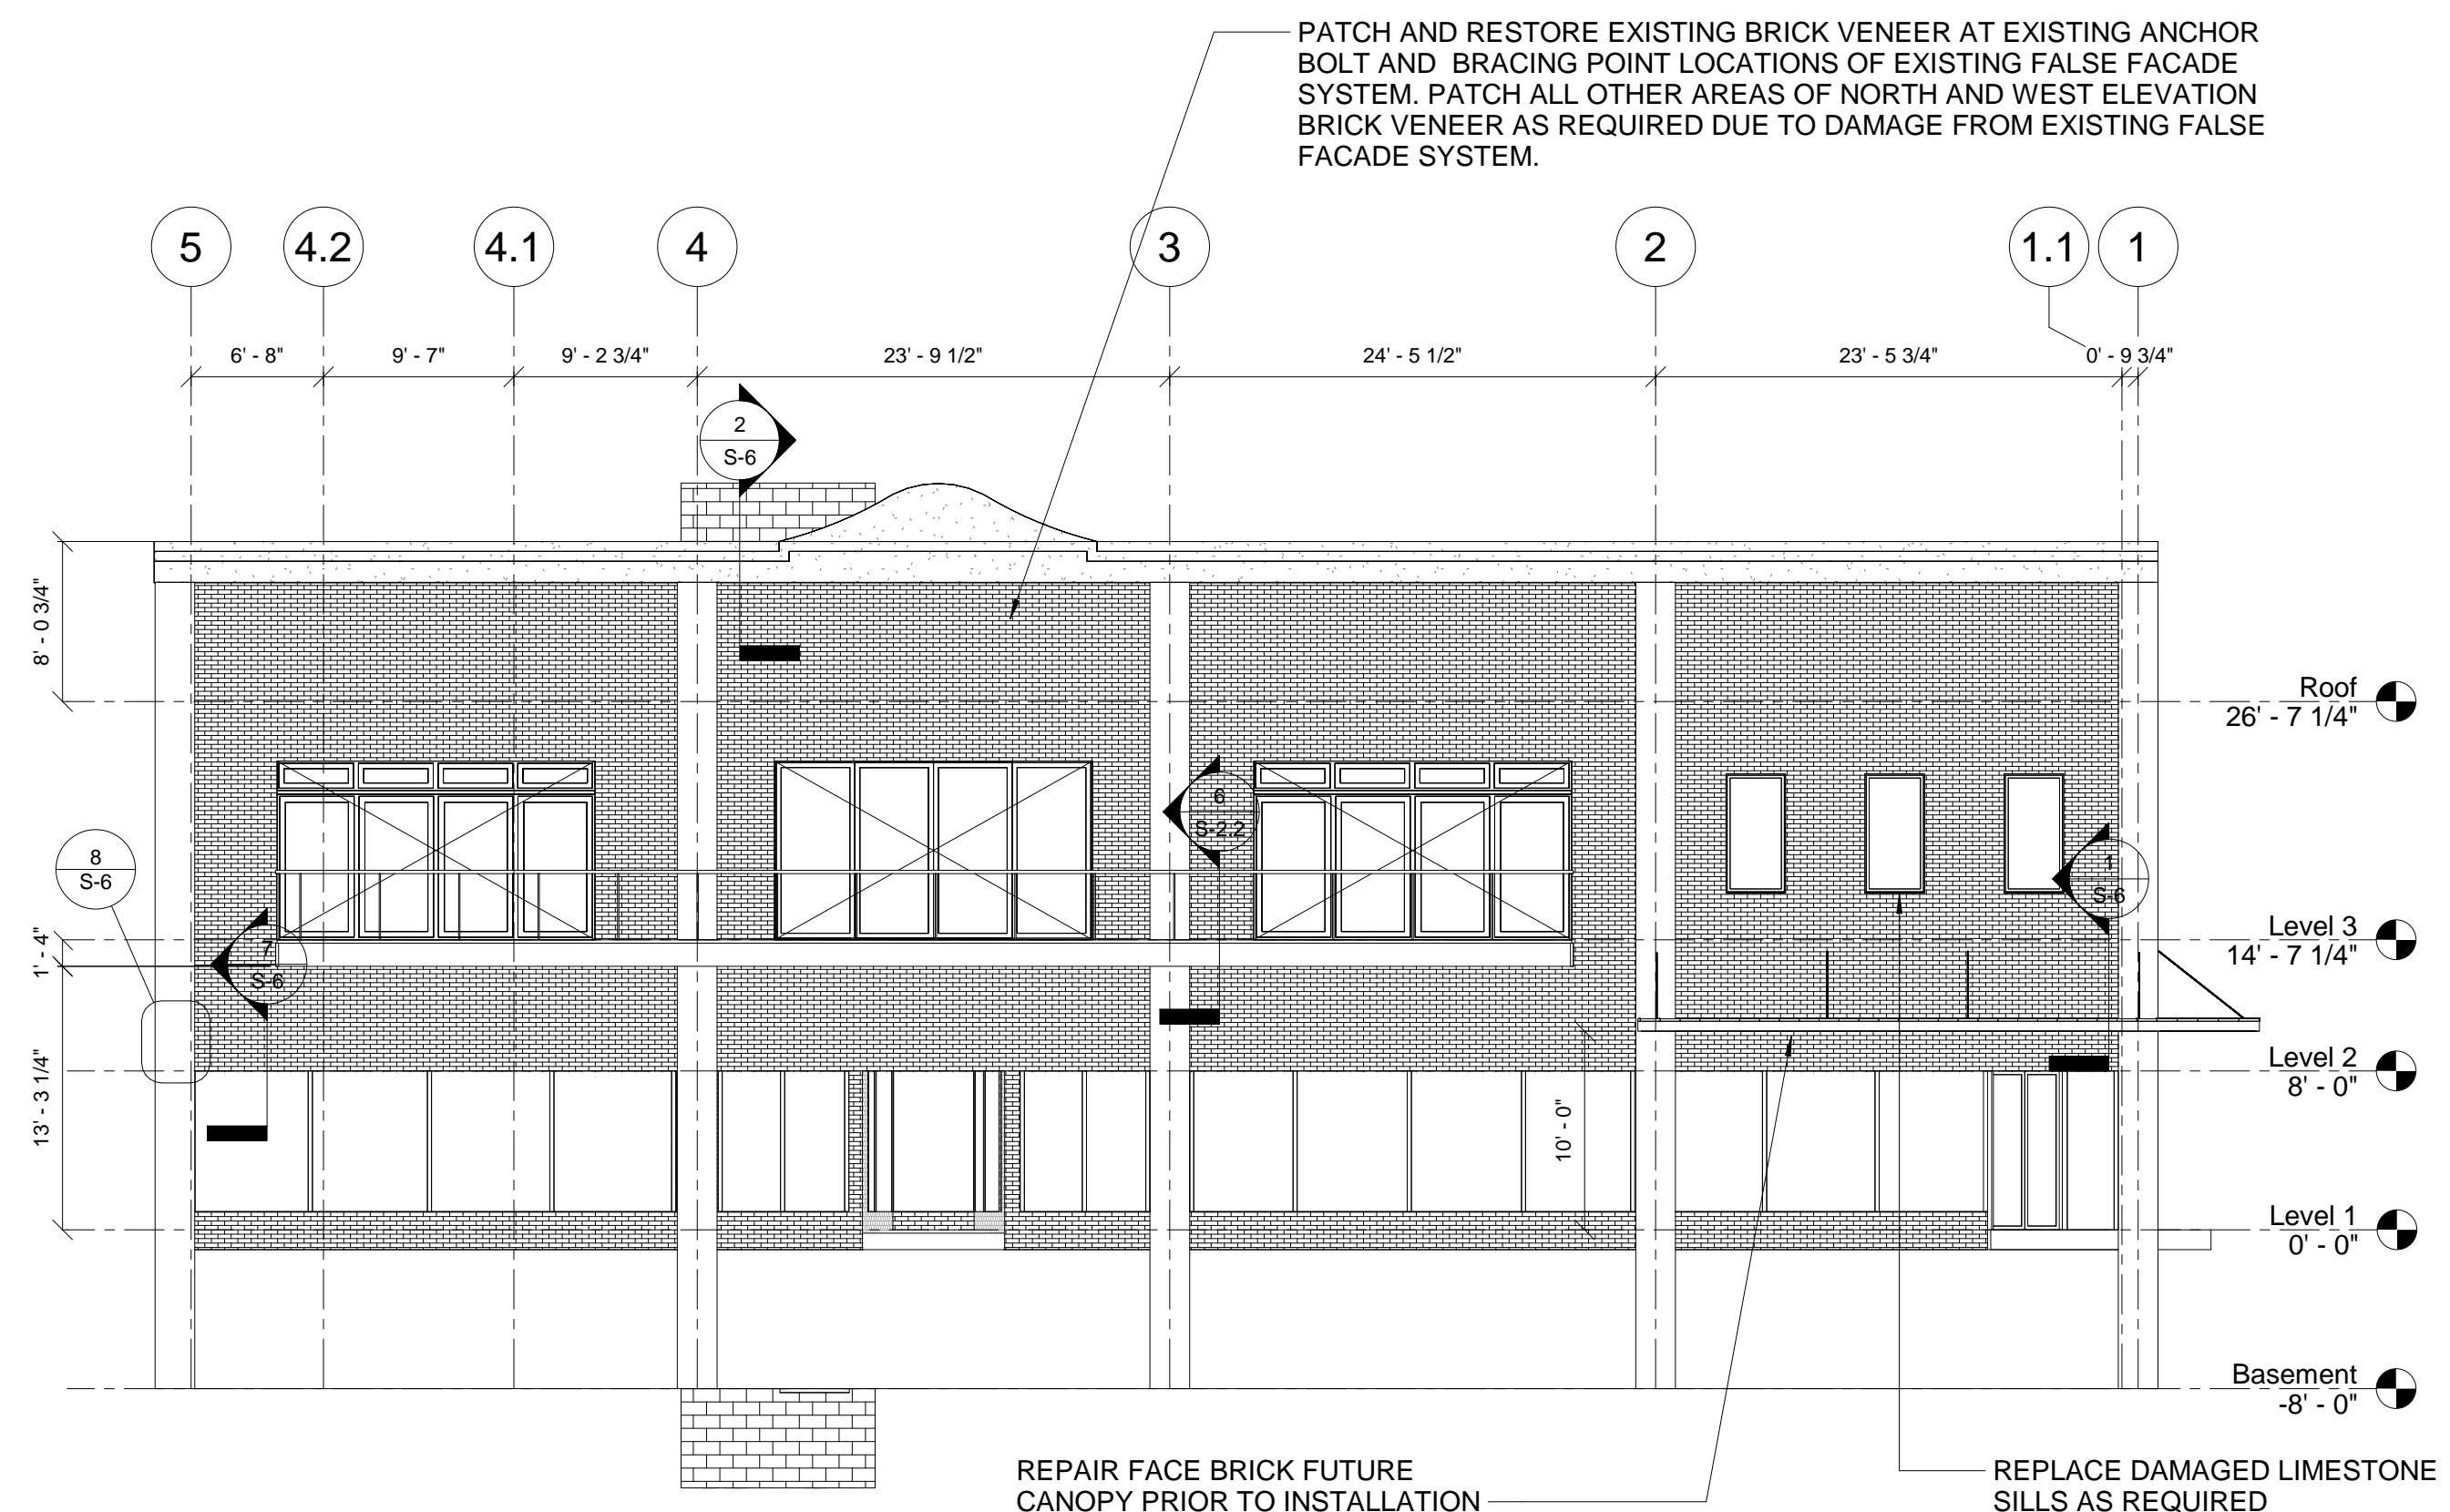 PATCH AND RESTORE EXISTING BRICK VENEER AT EXISTING ANCHOR
BOLT AND BRACING POINT LOCATIONS OF EXISTING FALSE FACADE
SYSTEM. PATCH ALL OTHER AREAS OF NORTH AND WEST ELEVATION
BRICK VENEER AS REQUIRED DUE TO DAMAGE FROM EXISTING FALSE
FACADE SYSTEM.
5 4.2 4.1 4 3 2 1.1 1
6' - 8" 9' - 7" 9' - 2 3/4" 23' - 9 1/2" 24' - 5 1/2" 23' - 5 3/4" 0' - 9 3/4"
2
S-6
8' - 0 3/4"
Roof
26' - 7 1/4"
6
S-2.2
8
S-6
1
S-6
1' - 4"
7
S-6
Level 3
14' - 7 1/4"
13' - 3 1/4"
10' - 0"
Level 2
8' - 0"
Level 1
0' - 0"
Basement
-8' - 0"
REPAIR FACE BRICK FUTURE
CANOPY PRIOR TO INSTALLATION
REPLACE DAMAGED LIMESTONE
SILLS AS REQUIRED